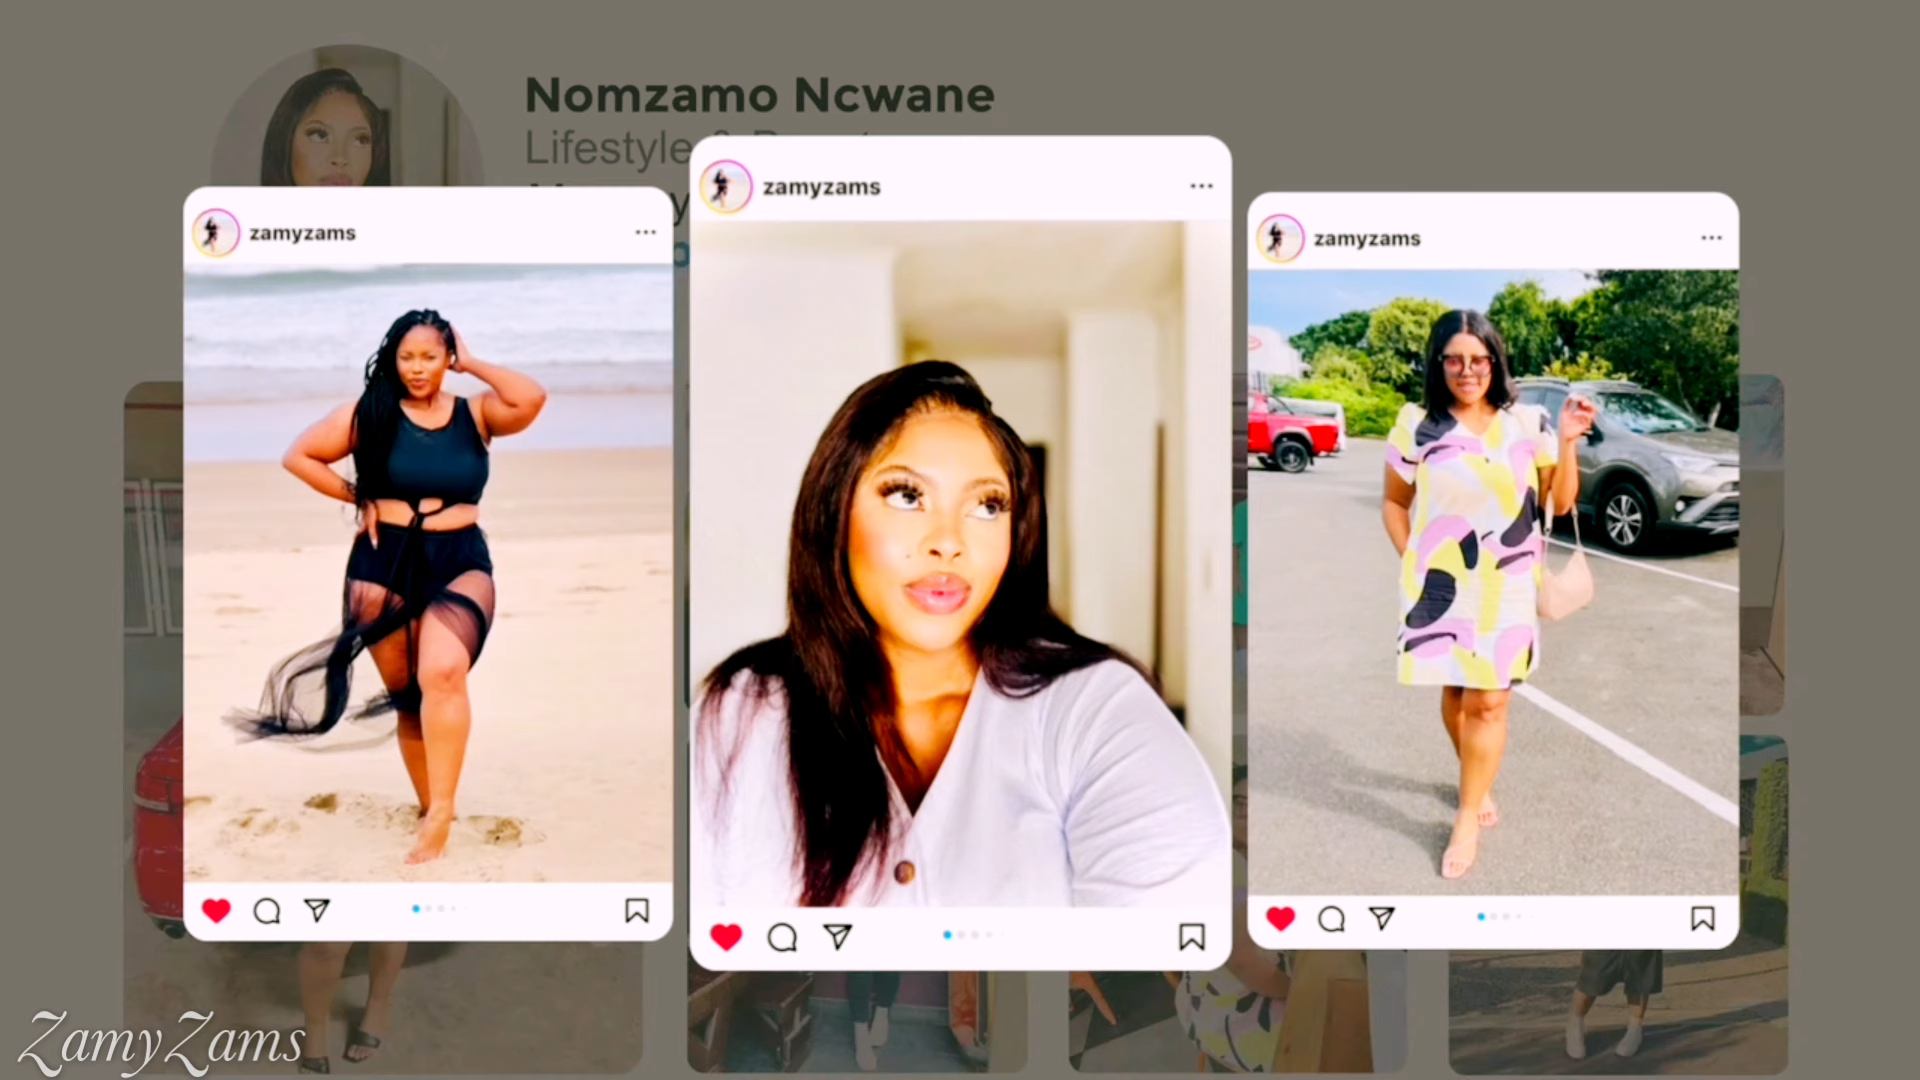 Nomzamo Ncwane
Lifestyle
zamyzams
zamyzams
zamyzams
ZamyZams